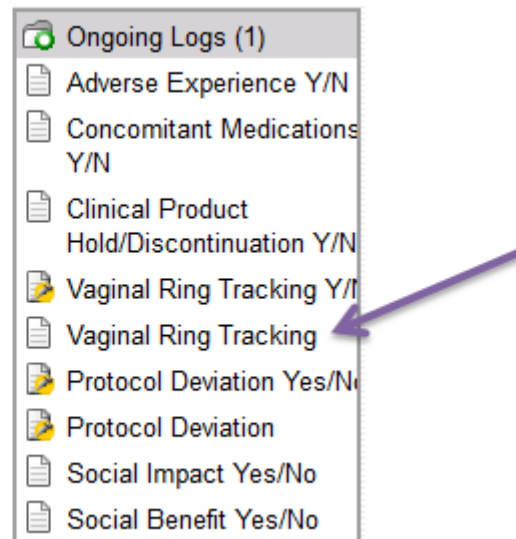 Ongoing Logs (1)
Adverse Experience Y/N
Concomitant Medications
Y/N
Clinical Product
Hold/Discontinuation Y/N
Vaginal Ring Tracking Y/
Vaginal Ring Tracking
Protocol Deviation Yes/N
Protocol Deviation
Social Impact Yes/No
Social Benefit Yes/No